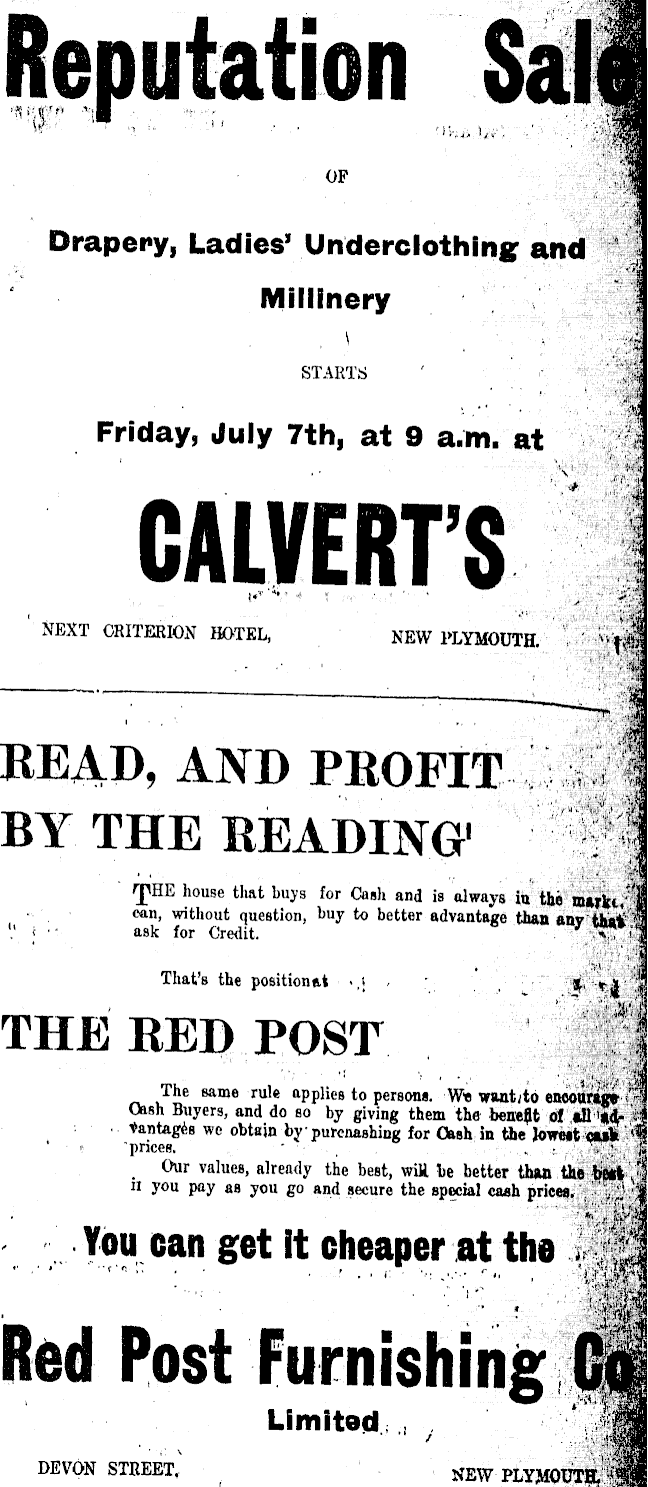 Reputation Sale
OF
Drapery, Ladies' Underclothing and
Millinery
STARTS
Friday, July 7th, at 9 a.m. at
CALVERT'S
NEXT CRITERION HOTEL, NEW PLYMOUTH.
READ, AND PROFIT
BY THE READING!
THE house that buys for Cash and is always in the
can, without question, buy to better advantage than any that
ask for Credit.
That's the position at
THE RED POST
The same rule applies to persons. We want to encourage
Cash Buyers, and do so by giving them the benefit of all ad-
vantages we obtain by purcnashing for Cash in the lowest cash
prices.
Our values, already the best, will be better than the best
if you pay as you go and secure the special cash prices.
You can get it cheaper at the
Red Post Furnishing Co
Limited
DEVON STREET, NEW PLYMOUTH.